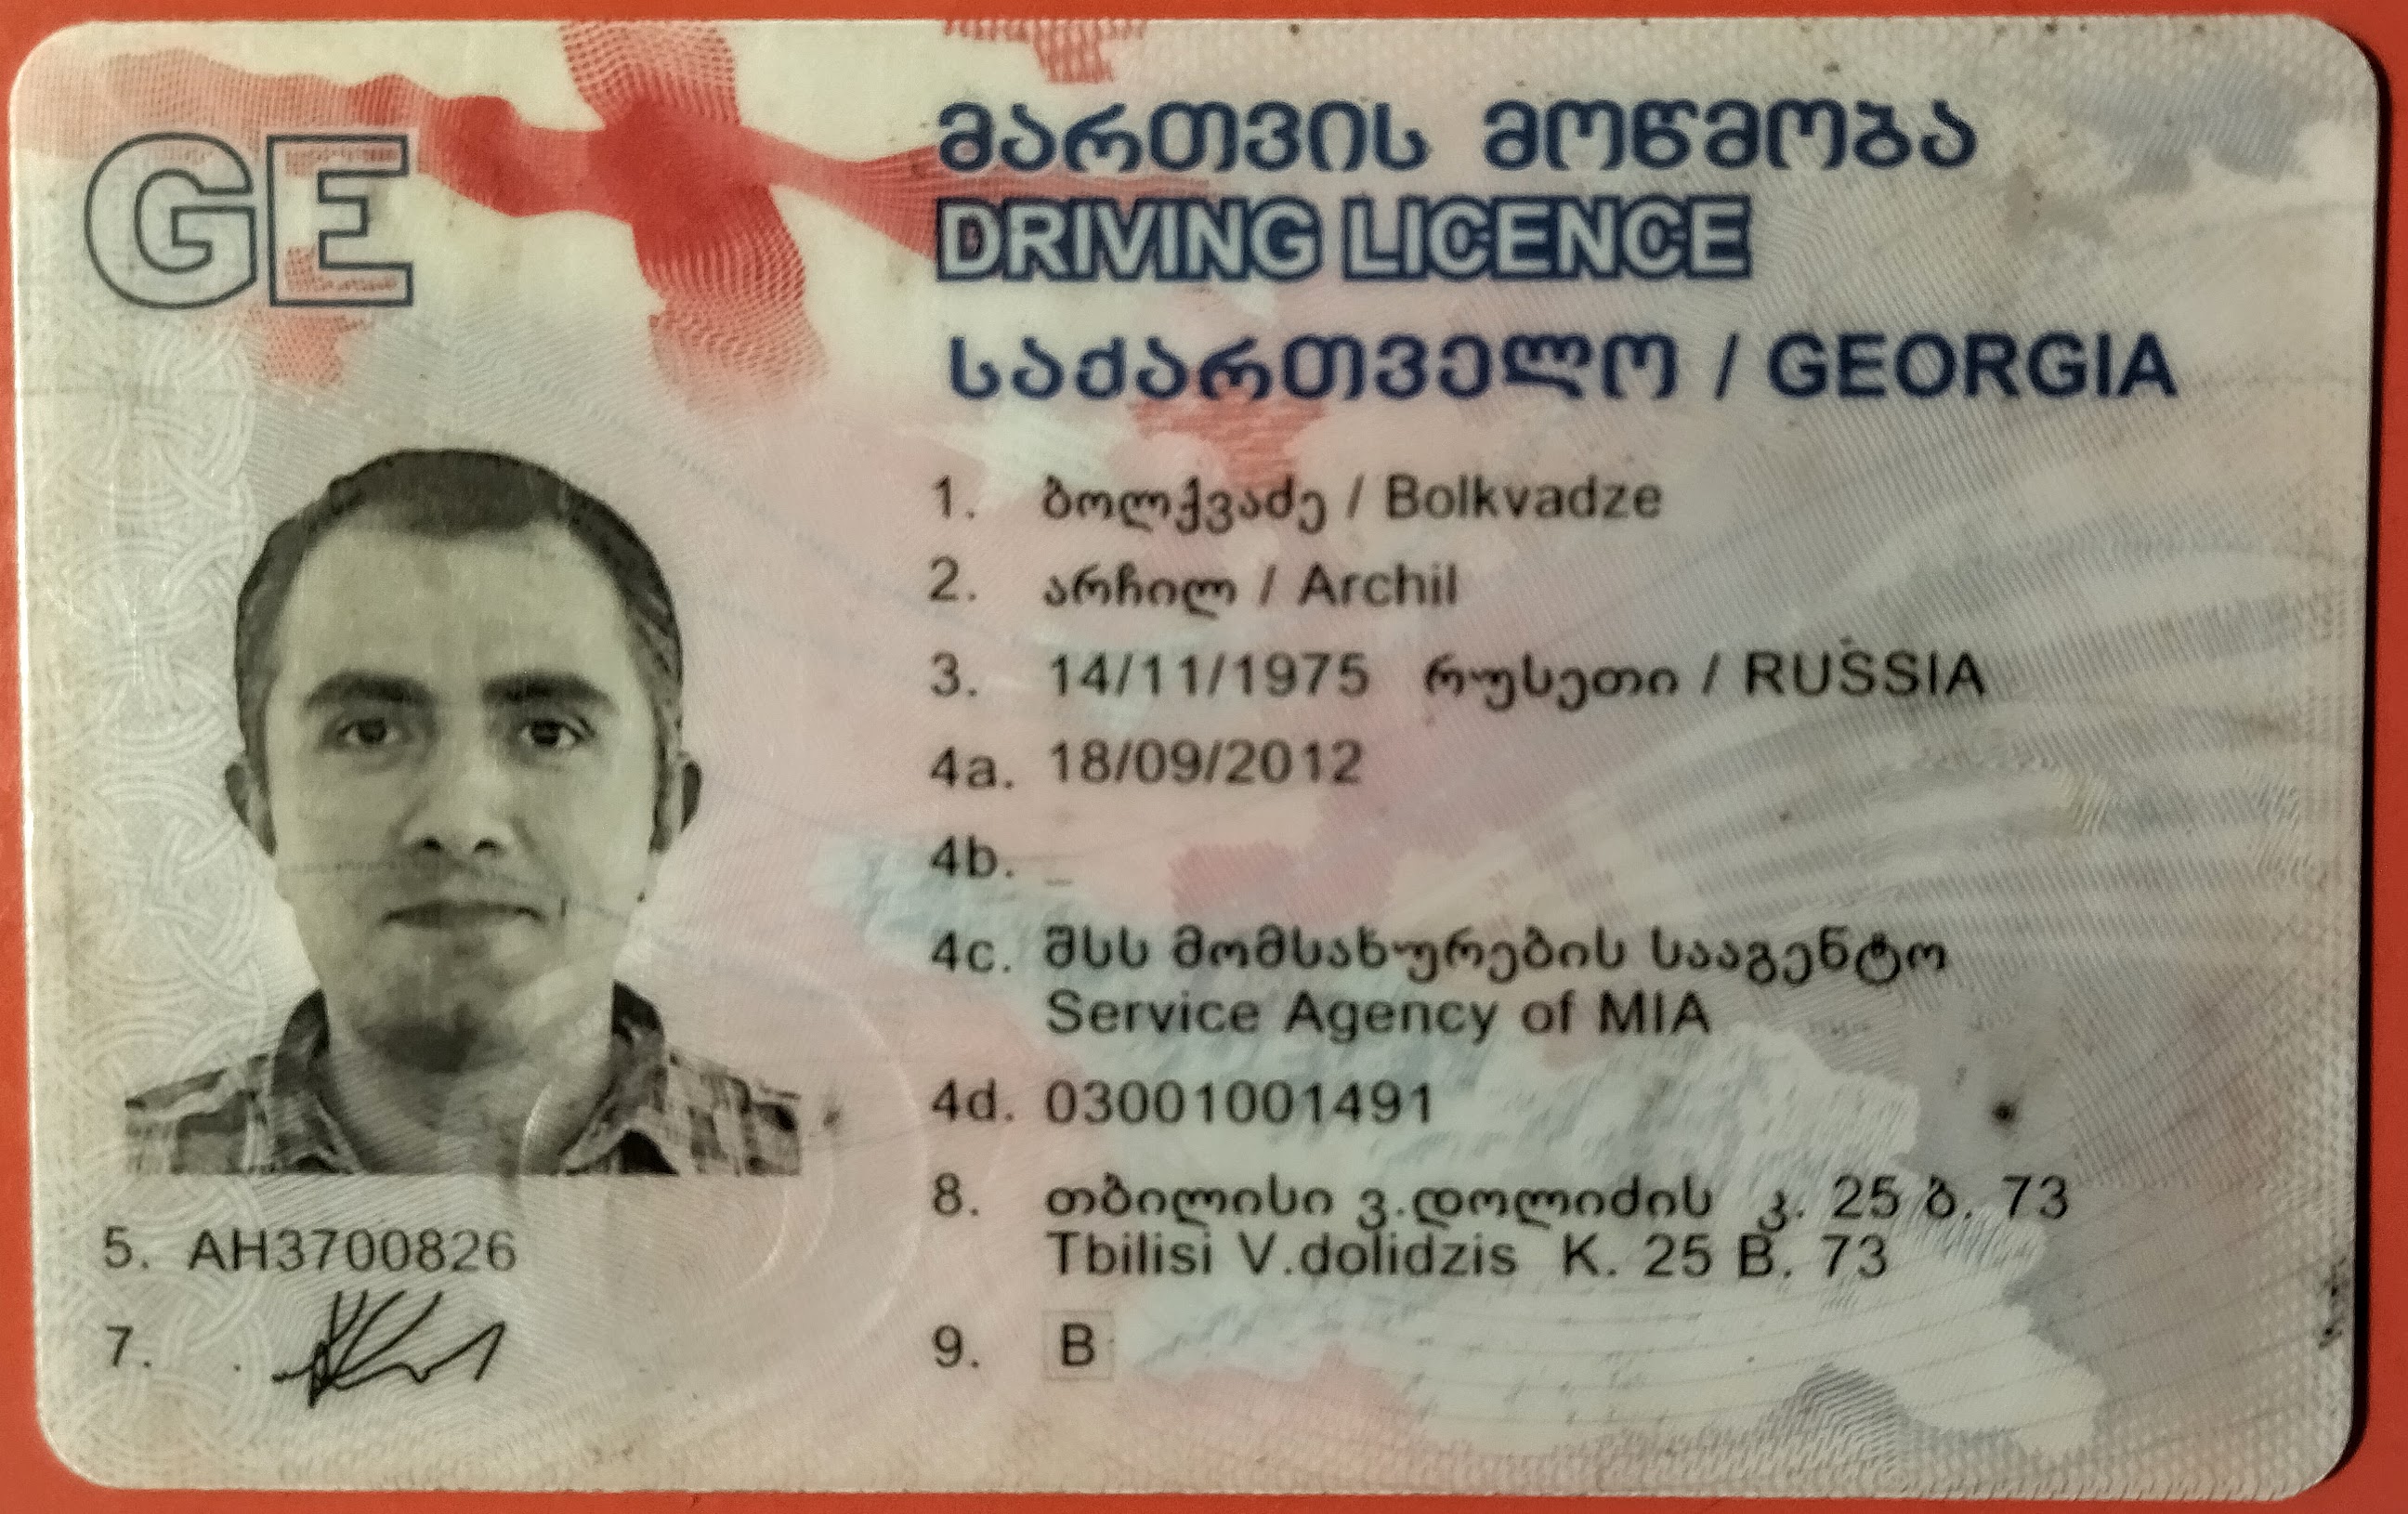 GE
მართვის მოწმობა
DRIVING LICENCE
საქართველო / GEORGIA
1. ბოლქვაძე / Bolkvadze
2. არჩილ / Archil
3. 14/11/1975 რუსეთი / RUSSIA
4a. 18/09/2012
4b.
4c. შსს მომსახურების სააგენტო
Service Agency of MIA
4d. 03001001491
8. თბილისი ვ.დოლიძის კ. 25 ბ. 73
Tbilisi V.dolidzis K. 25 B. 73
5. AH3700826
7.
9. B